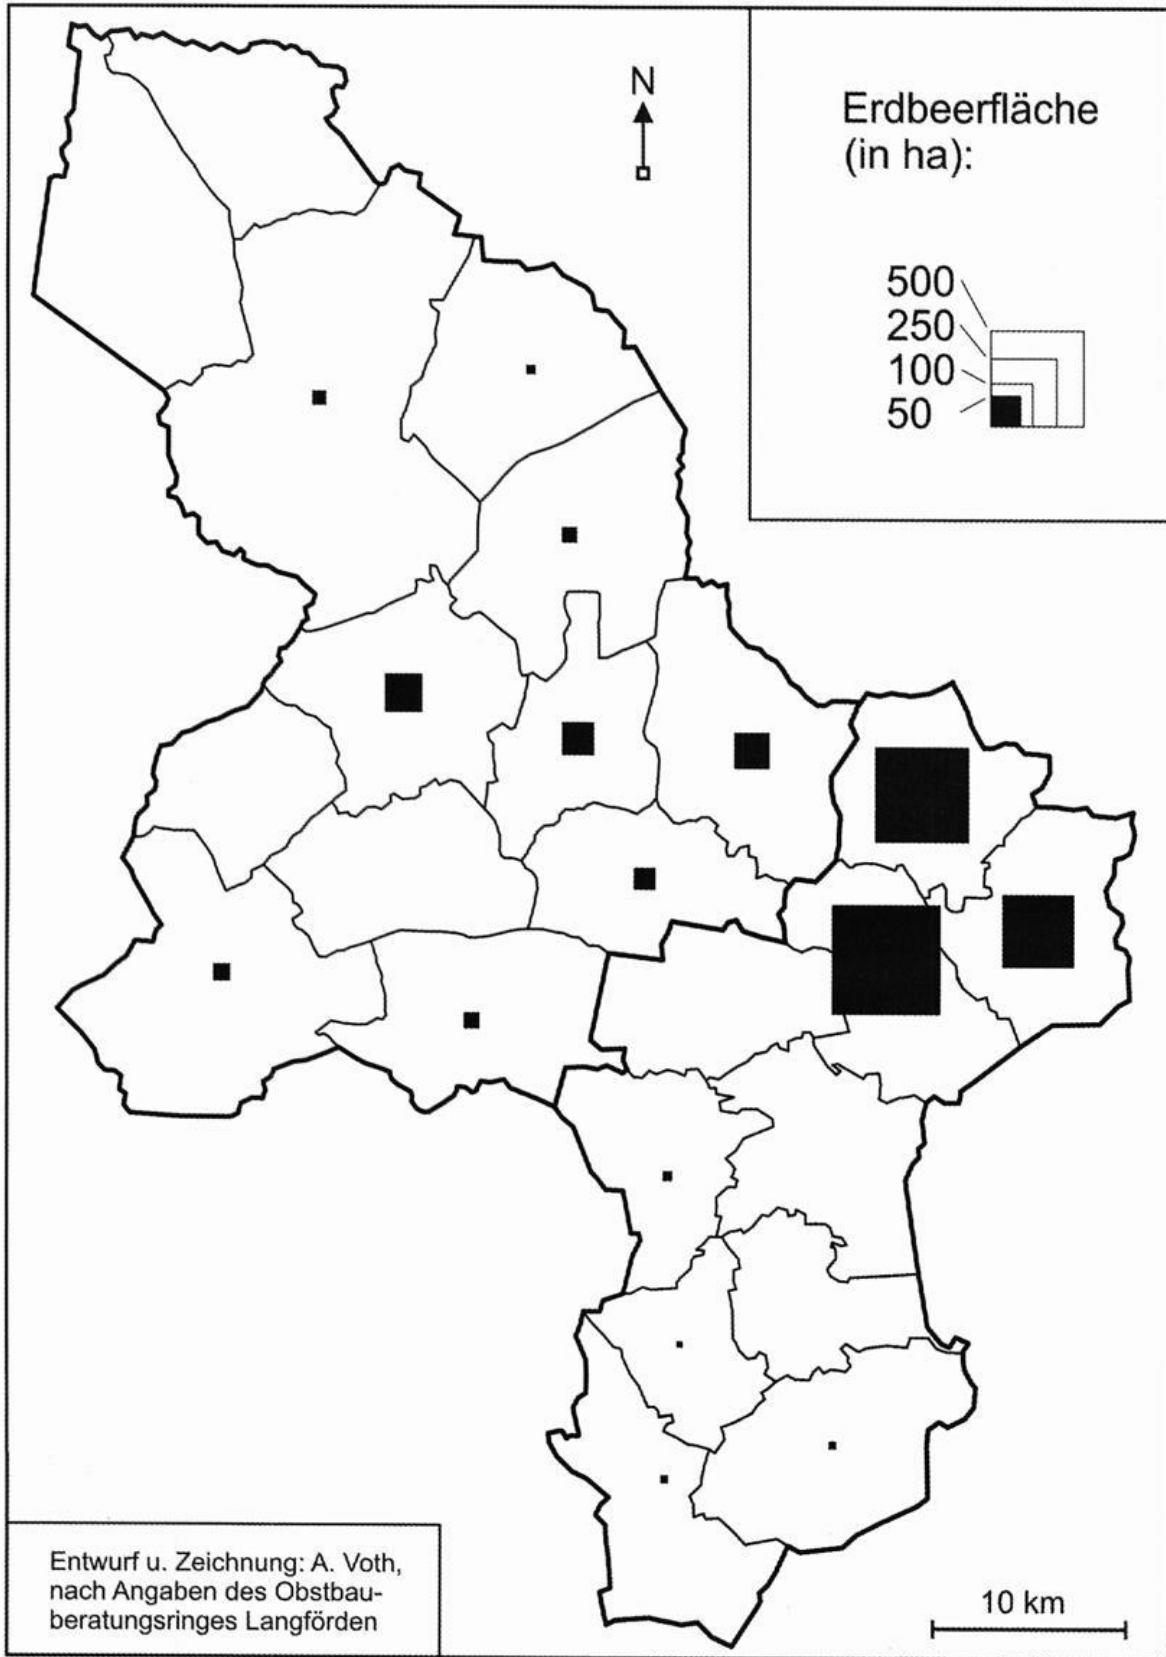 N
Erdbeerfläche
(in ha):
500
250
100
50
Entwurf u. Zeichnung: A. Voth,
nach Angaben des Obstbau-
beratungsringes Langförden
10 km